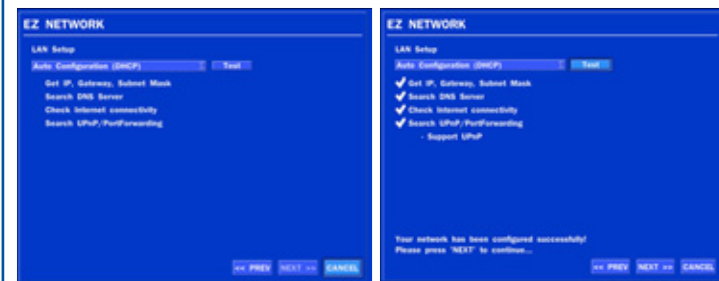 EZ NETWORK
LAN Setup
Auto Configuration (DHCP)
Test
Get IP, Gateway, Subnet Mask
Search DNS Server
Check Internet connectivity
Search UPnP/PortForwarding
<< PREV
NEXT >>
CANCEL
EZ NETWORK
LAN Setup
Auto Configuration (DHCP)
Test
Get IP, Gateway, Subnet Mask
Search DNS Server
Check Internet connectivity
Search UPnP/PortForwarding
- Support UPnP
Your network has been configured successfully!
Please press 'NEXT' to continue...
<< PREV
NEXT >>
CANCEL